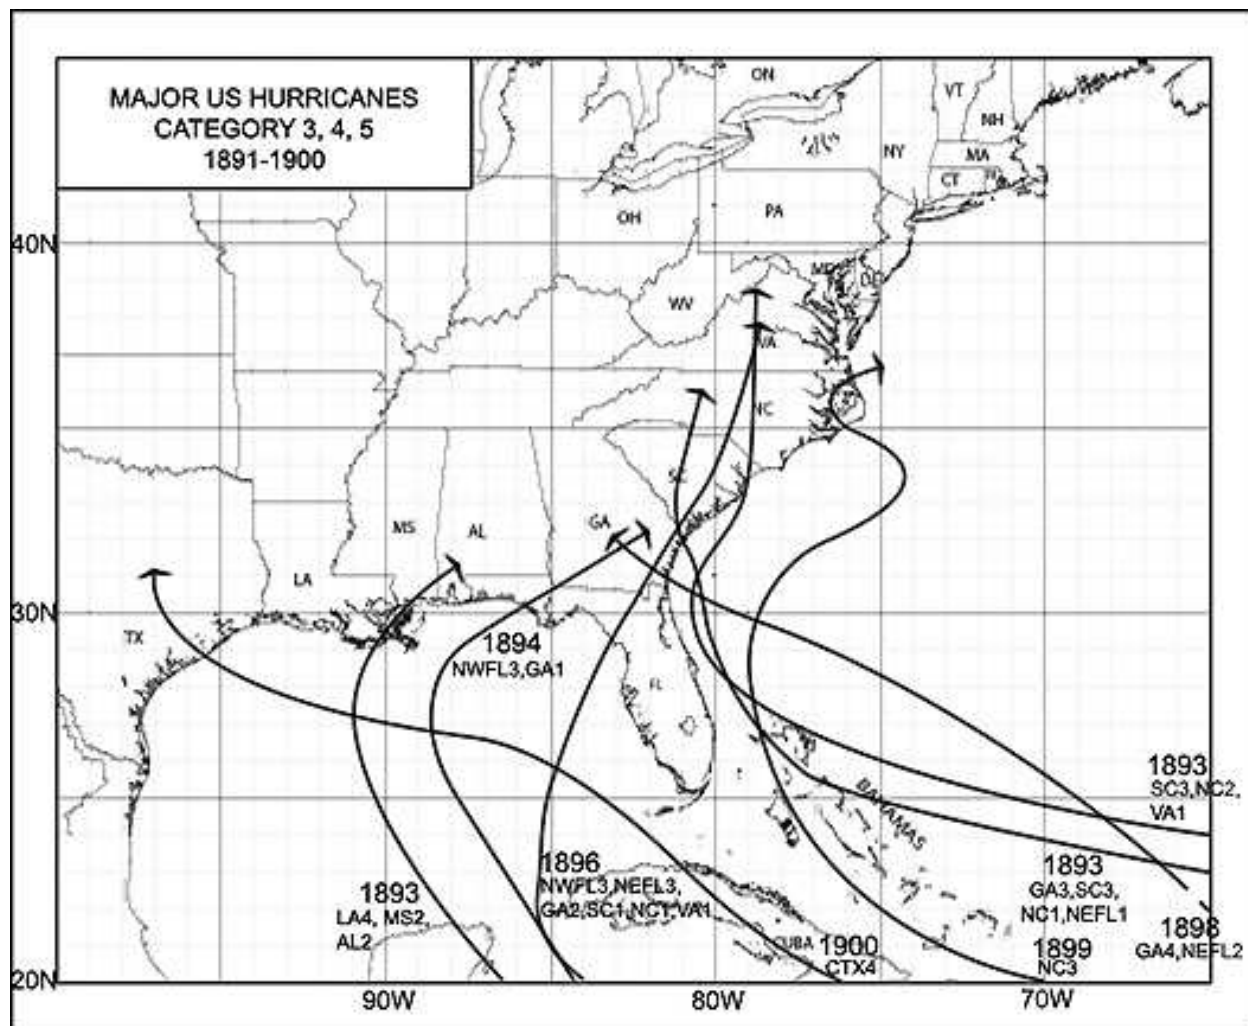 MAJOR US HURRICANES
CATEGORY 3, 4, 5
1891-1900
ON
VT
NH
NY
MA
CT
RI
OH
PA
40N
MD
DE
WV
VA
NC
SC
MS
AL
GA
LA
30N
TX
1894
NWFL3,GA1
FL
BAHAMAS
1893
SC3,NC2,
VA1
1893
LA4, MS2,
AL2
1896
NWFL3,NEFL3,
GA2,SC1,NC1,VA1
1893
GA3,SC3,
NC1,NEFL1
1898
GA4,NEFL2
CUBA
1900
CTX4
1899
NC3
20N
90W
80W
70W